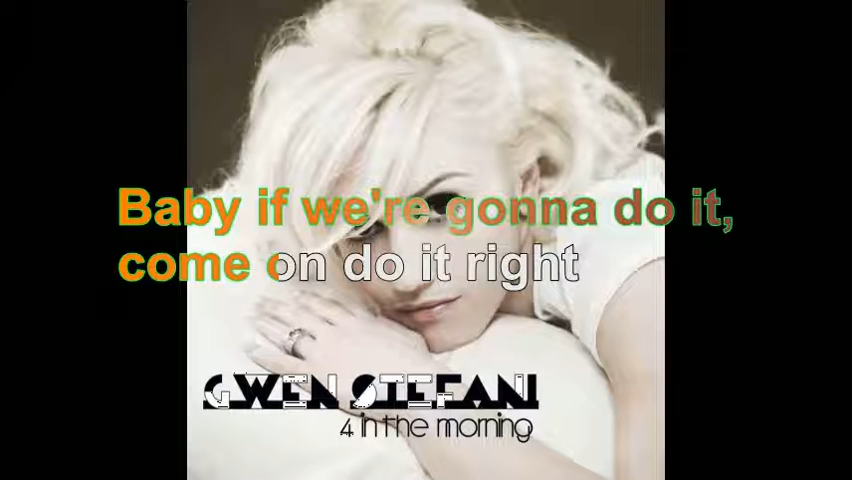 Baby if we're gonna do it,
come on do it right
GWEN STEFANI
4 in the morning